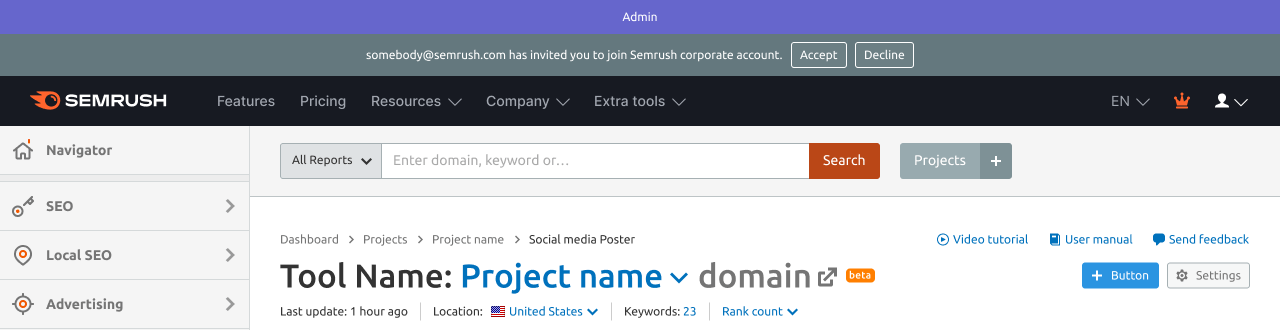 Admin
somebody@semrush.com has invited you to join Semrush corporate account. Accept Decline
SEMRUSH Features Pricing Resources Company Extra tools EN
Navigator
All Reports Enter domain, keyword or… Search Projects +
SEO
Local SEO
Advertising
Dashboard > Projects > Project name > Social media Poster Video tutorial User manual Send feedback
Tool Name: Project name domain beta + Button Settings
Last update: 1 hour ago Location: United States Keywords: 23 Rank count